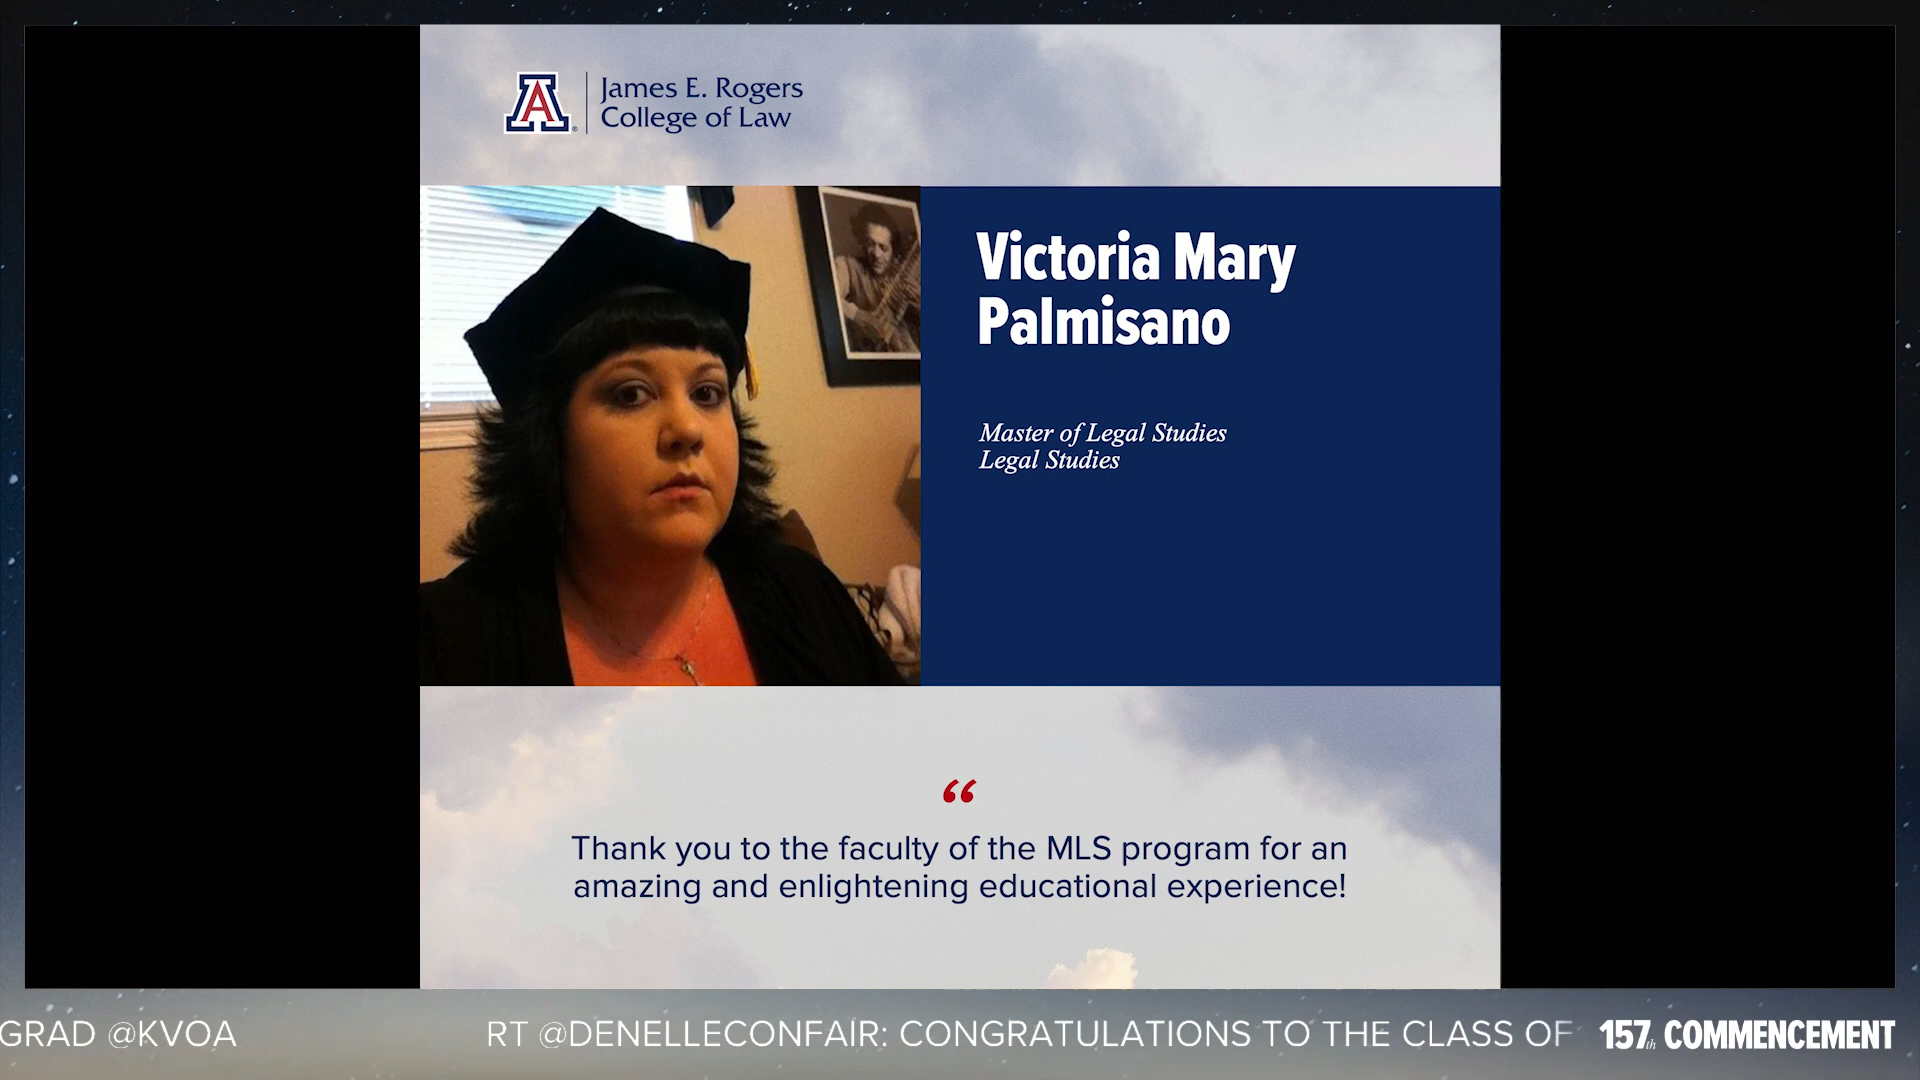 A
James E. Rogers
College of Law
Victoria Mary
Palmisano
Master of Legal Studies
Legal Studies
“
Thank you to the faculty of the MLS program for an
amazing and enlightening educational experience!
GRAD @KVOA RT @DENELLECONFAIR: CONGRATULATIONS TO THE CLASS OF
157th COMMENCEMENT